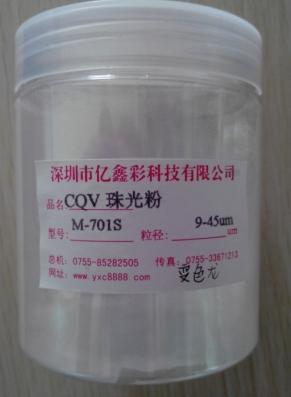 深圳市亿鑫彩科技有限公司
品名 CQV 珠光粉
型号: M-701S 粒径: 9-45um um
总机: 0755-85282505 传真: 0755-33671213
网址: www.yxc8888.com
变色龙